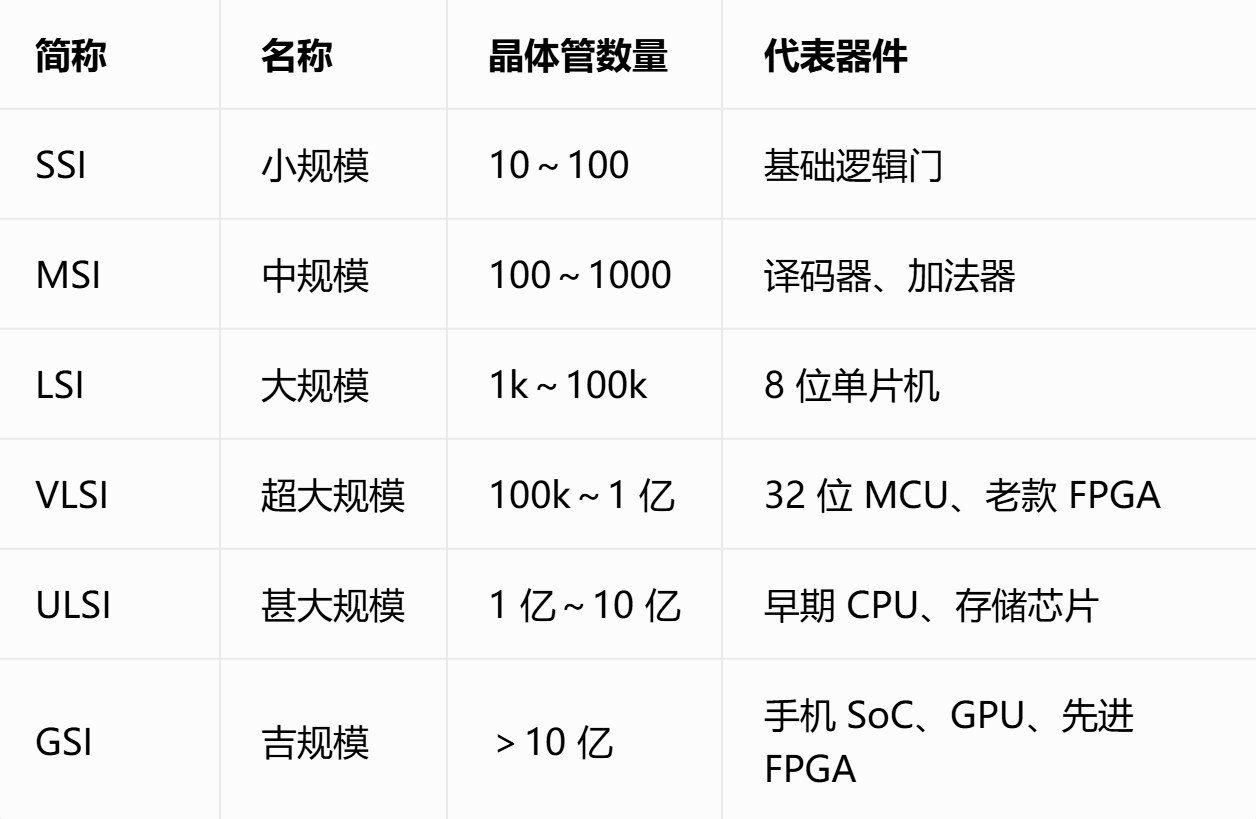 简称 名称 晶体管数量 代表器件
SSI 小规模 10～100 基础逻辑门
MSI 中规模 100～1000 译码器、加法器
LSI 大规模 1k～100k 8 位单片机
VLSI 超大规模 100k～1 亿 32 位 MCU、老款 FPGA
ULSI 甚大规模 1 亿～10 亿 早期 CPU、存储芯片
GSI 吉规模 ＞10 亿 手机 SoC、GPU、先进
FPGA